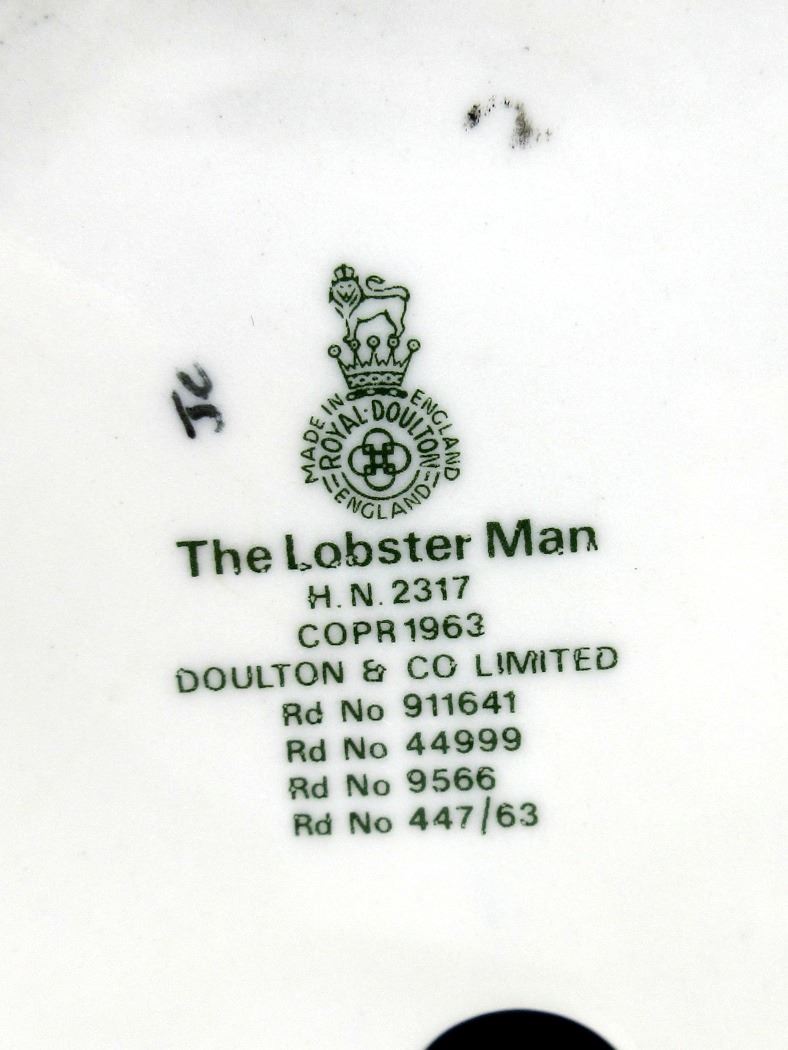 JC
MADE IN ENGLAND
ROYAL·DOULTON
ENGLAND
The Lobster Man
H.N. 2317
COPR 1963
DOULTON & CO LIMITED
Rd No 911641
Rd No 44999
Rd No 9566
Rd No 447/63